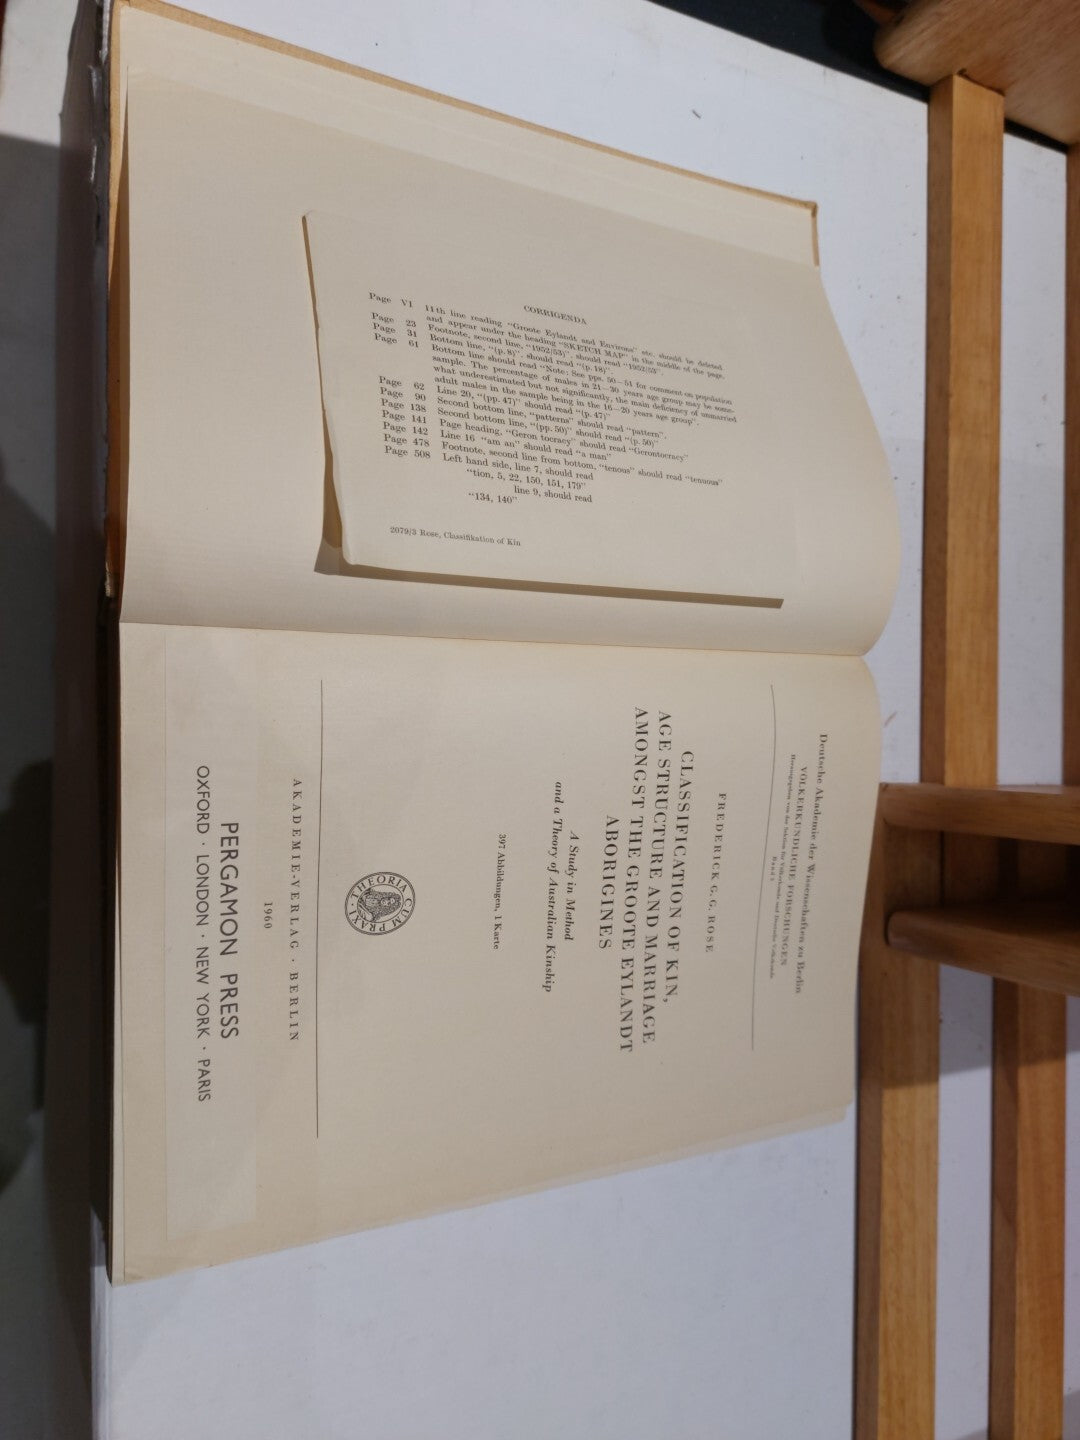 CORRIGENDA
Page VI 11th line reading "Groote Eylandt and Environs" etc. should be deleted
and appear under the heading "SKETCH MAP" in the middle of the page.
Page 23 Footnote, second line, "1952/53)", should read "1952/53".
Page 31 Bottom line, "(p. 8)". should read "(p. 18)".
Page 61 Bottom line should read "Note: See pps. 50—51 for comment on population
sample. The percentage of males in 21—30 years age group may be some-
what underestimated but not significantly, the main deficiency of unmarried
adult males in the sample being in the 16—20 years age group".
Page 62 Line 20, "(pp. 47)" should read "(p. 47)"
Page 90 Second bottom line, "patterns" should read "pattern".
Page 138 Second bottom line, "(pp. 50)" should read "(p. 50)"
Page 141 Page heading, "Geron tocracy" should read "Gerontocracy"
Page 142 Line 16 "am an" should read "a man"
Page 478 Footnote, second line from bottom, "tenous" should read "tenuous"
Page 508 Left hand side, line 7, should read
"tion, 5, 22, 150, 151, 179"
line 9, should read
"134, 140"
2079/3 Rose, Classifikation of Kin
Deutsche Akademie der Wissenschaften zu Berlin
VÖLKERKUNDLICHE FORSCHUNGEN
Herausgegeben von der Sektion für Völkerkunde und Deutsche Volkskunde
Band 3
FREDERICK G. G. ROSE
CLASSIFICATION OF KIN,
AGE STRUCTURE AND MARRIAGE
AMONGST THE GROOTE EYLANDT
ABORIGINES
A Study in Method
and a Theory of Australian Kinship
397 Abbildungen, 1 Karte
THEORIA CUM PRAXI
AKADEMIE-VERLAG · BERLIN
1960
PERGAMON PRESS
OXFORD · LONDON · NEW YORK · PARIS